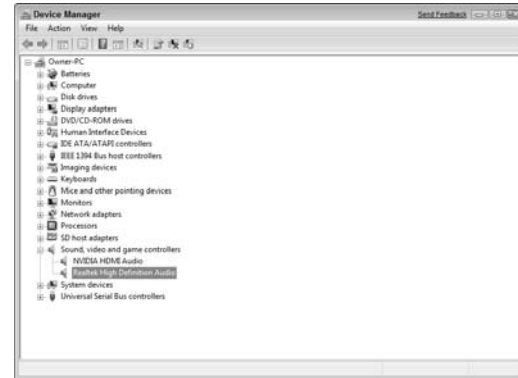 Device Manager
Send Feedback
File Action View Help
Owner-PC
Batteries
Computer
Disk drives
Display adapters
DVD/CD-ROM drives
Human Interface Devices
IDE ATA/ATAPI controllers
IEEE 1394 Bus host controllers
Imaging devices
Keyboards
Mice and other pointing devices
Monitors
Network adapters
Processors
SD host adapters
Sound, video and game controllers
NVIDIA HDMI Audio
Realtek High Definition Audio
System devices
Universal Serial Bus controllers